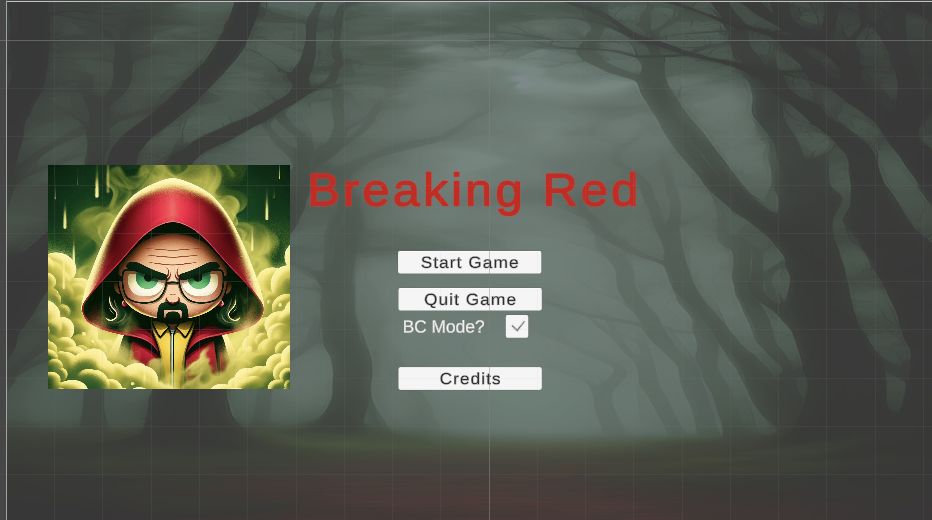 Breaking Red
Start Game
Quit Game
BC Mode?
Credits